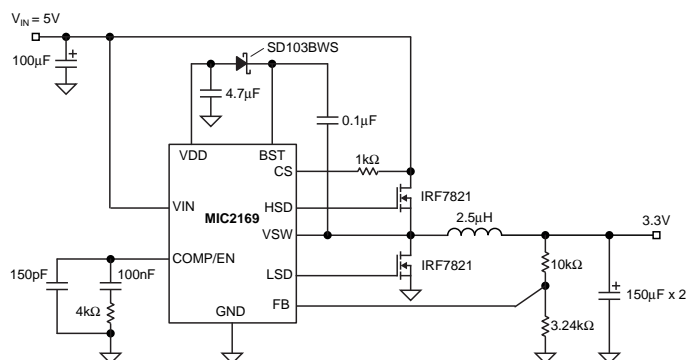 VIN = 5V
100µF
SD103BWS
4.7µF
0.1µF
VDD
BST
CS
1kΩ
IRF7821
HSD
VIN
MIC2169
VSW
2.5µH
3.3V
COMP/EN
150pF
100nF
4kΩ
LSD
IRF7821
10kΩ
150µF x 2
FB
GND
3.24kΩ